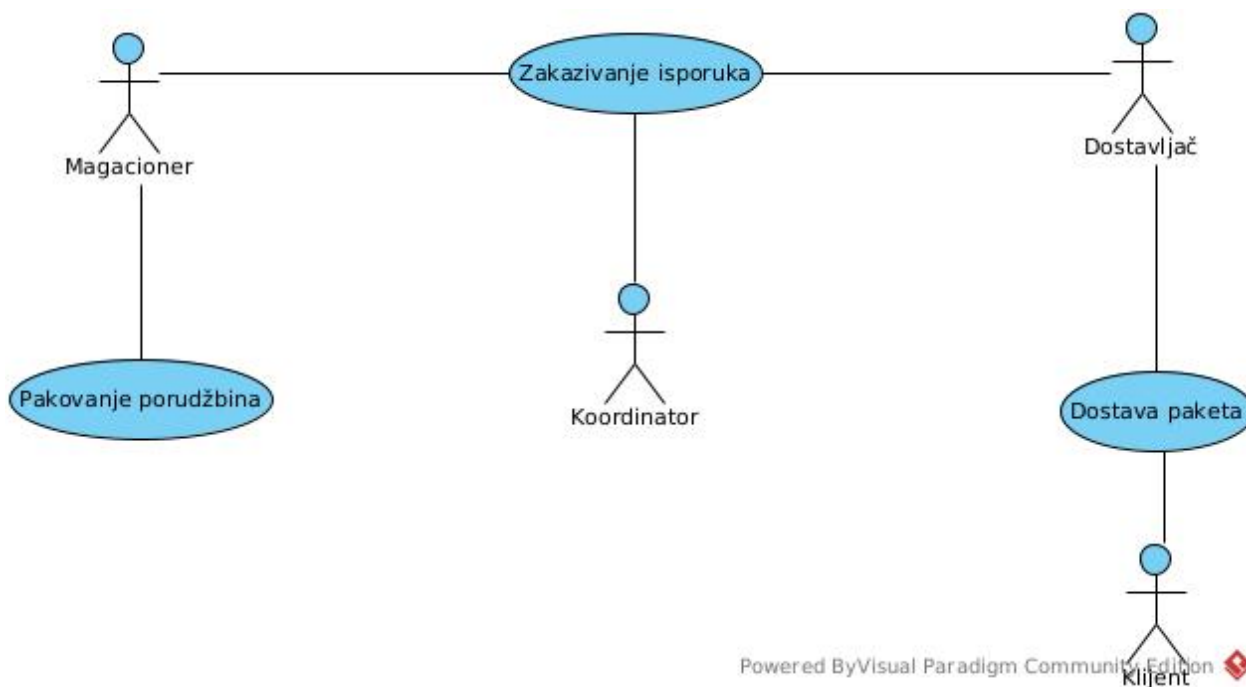 Zakazivanje isporuka
Magacioner
Dostavljač
Pakovanje porudžbina
Koordinator
Dostava paketa
Powered ByVisual Paradigm Community Edition
Klijent